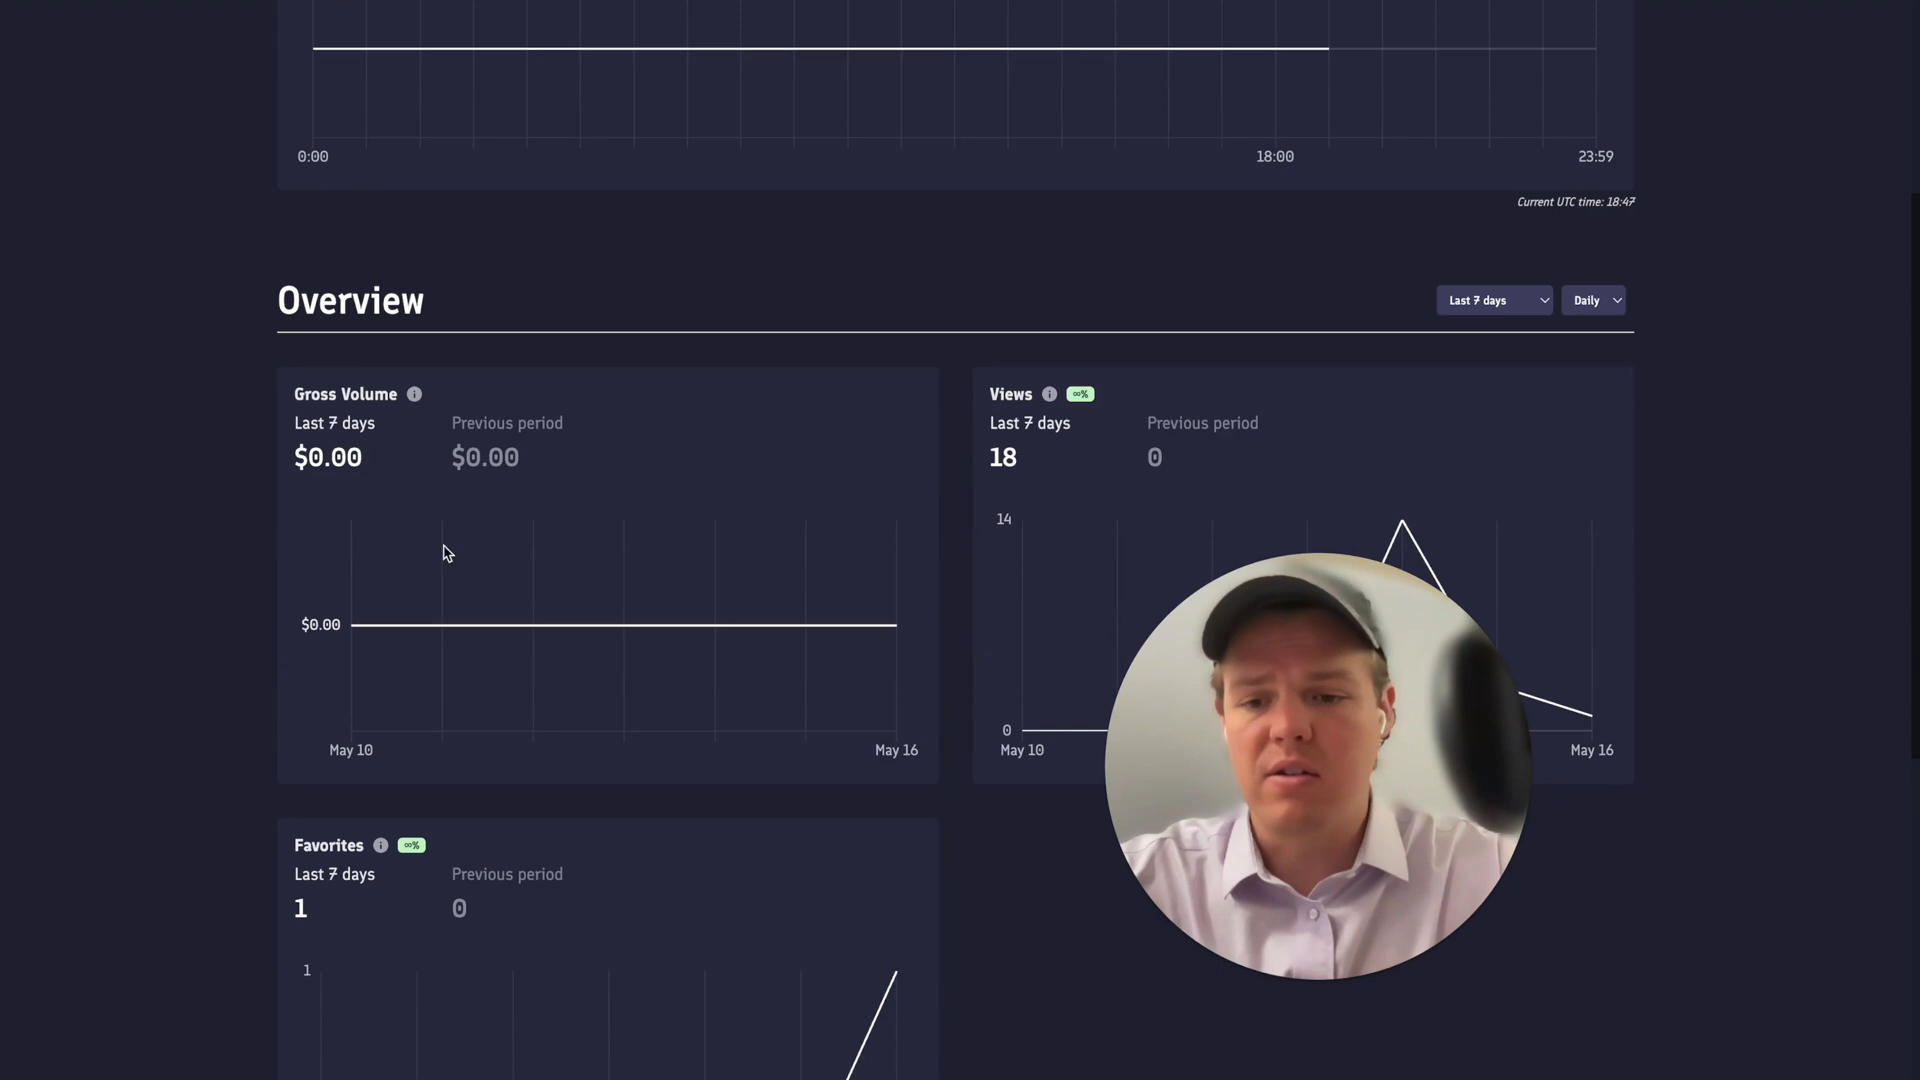 0:00 18:00 23:59
Current UTC time: 18:47
Overview
Last 7 days Daily
Gross Volume
Last 7 days Previous period
$0.00 $0.00
$0.00
May 10 May 16
Views ∞%
Last 7 days Previous period
18 0
14
0
May 10 May 16
Favorites ∞%
Last 7 days Previous period
1 0
1